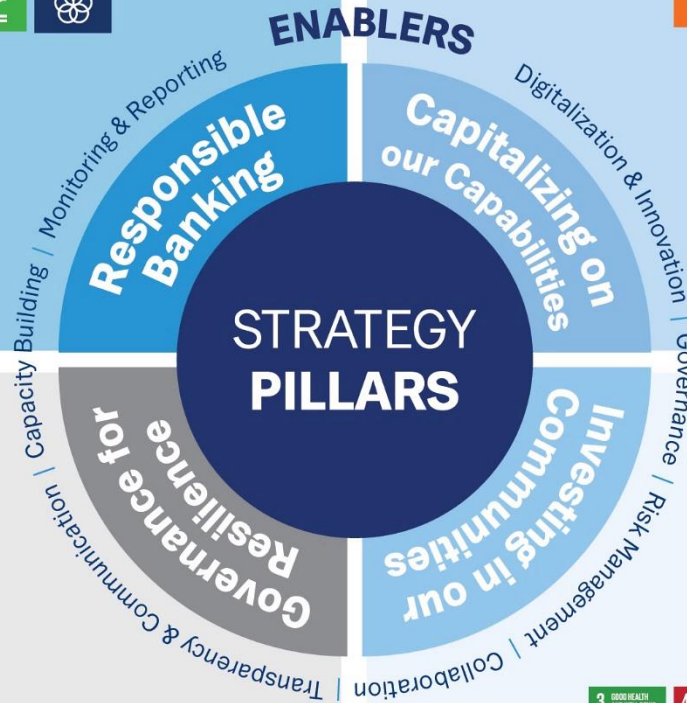 ENABLERS
Monitoring & Reporting
Digitalization & Innovation |
Responsible
Banking
Capitalizing on
our Capabilities
STRATEGY
PILLARS
Capacity Building |
Governance |
Governance for
Resilience
Investing in our
Communities
Transparency & Communication |
Collaboration |
Risk Management
3 GOOD HEALTH